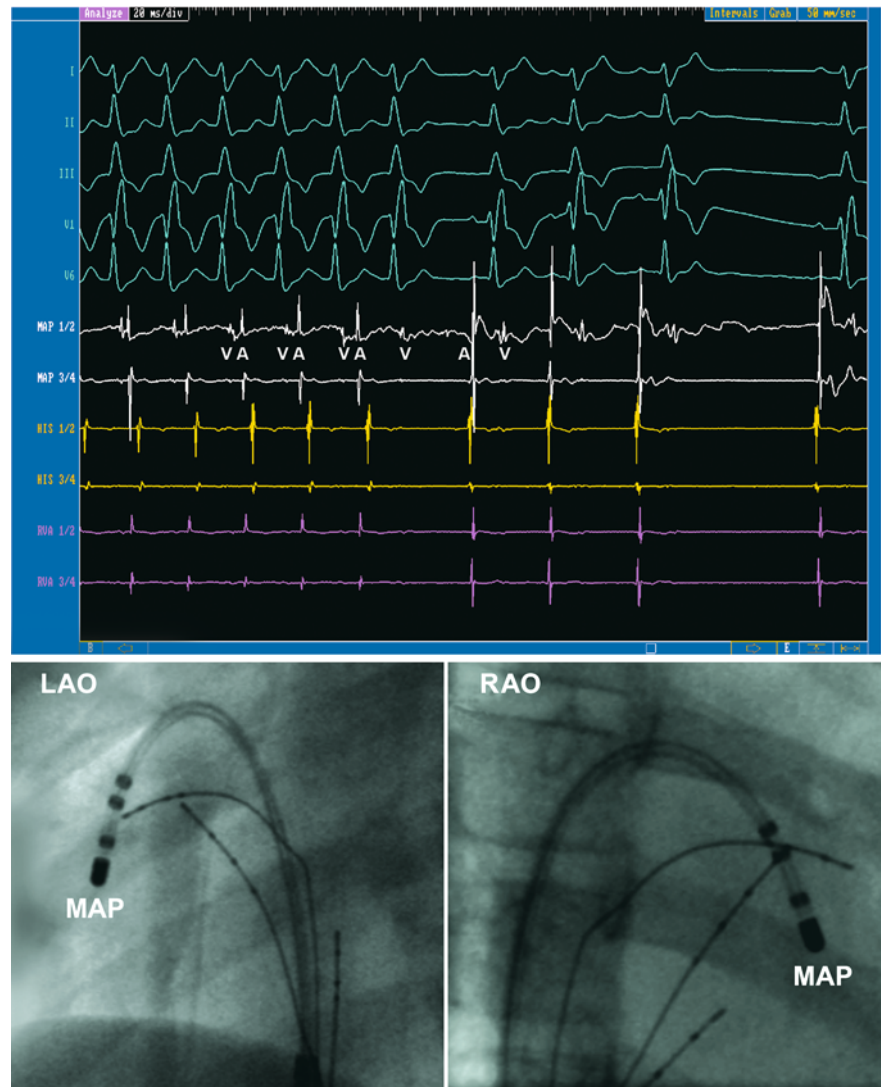 Analyze 20 ms/div Intervals Grab 50 mm/sec
I
II
III
V1
V6
MAP 1/2
V A V A V A V A V
MAP 3/4
HIS 1/2
HIS 3/4
RVA 1/2
RVA 3/4
B E
LAO RAO
MAP MAP